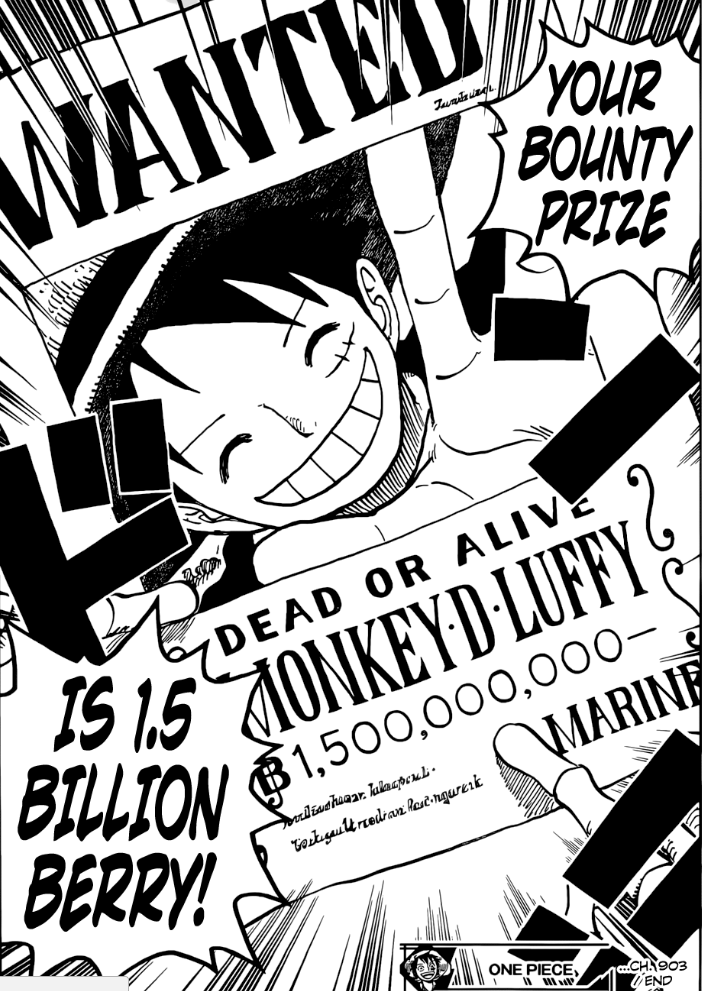 WANTED
YOUR
BOUNTY
PRIZE
DEAD OR ALIVE
MONKEY·D·LUFFY
฿1,500,000,000—
MARINE
IS 1.5
BILLION
BERRY!
ONE PIECE
...CH. 903
END